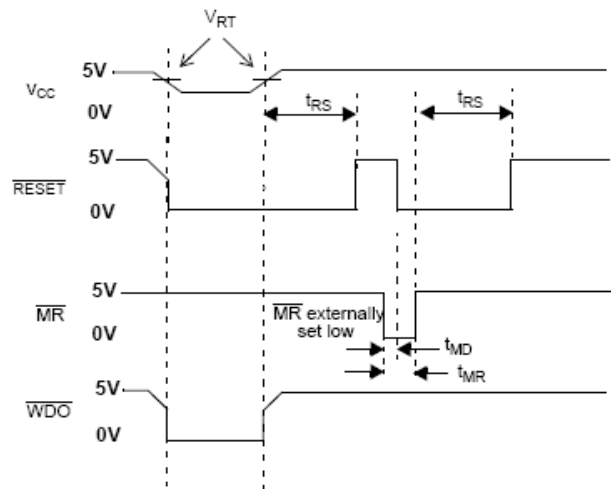 VRT
5V
VCC
0V
tRS
tRS
5V
RESET
0V
5V
MR
0V
MR externally
set low
tMD
tMR
5V
WDO
0V